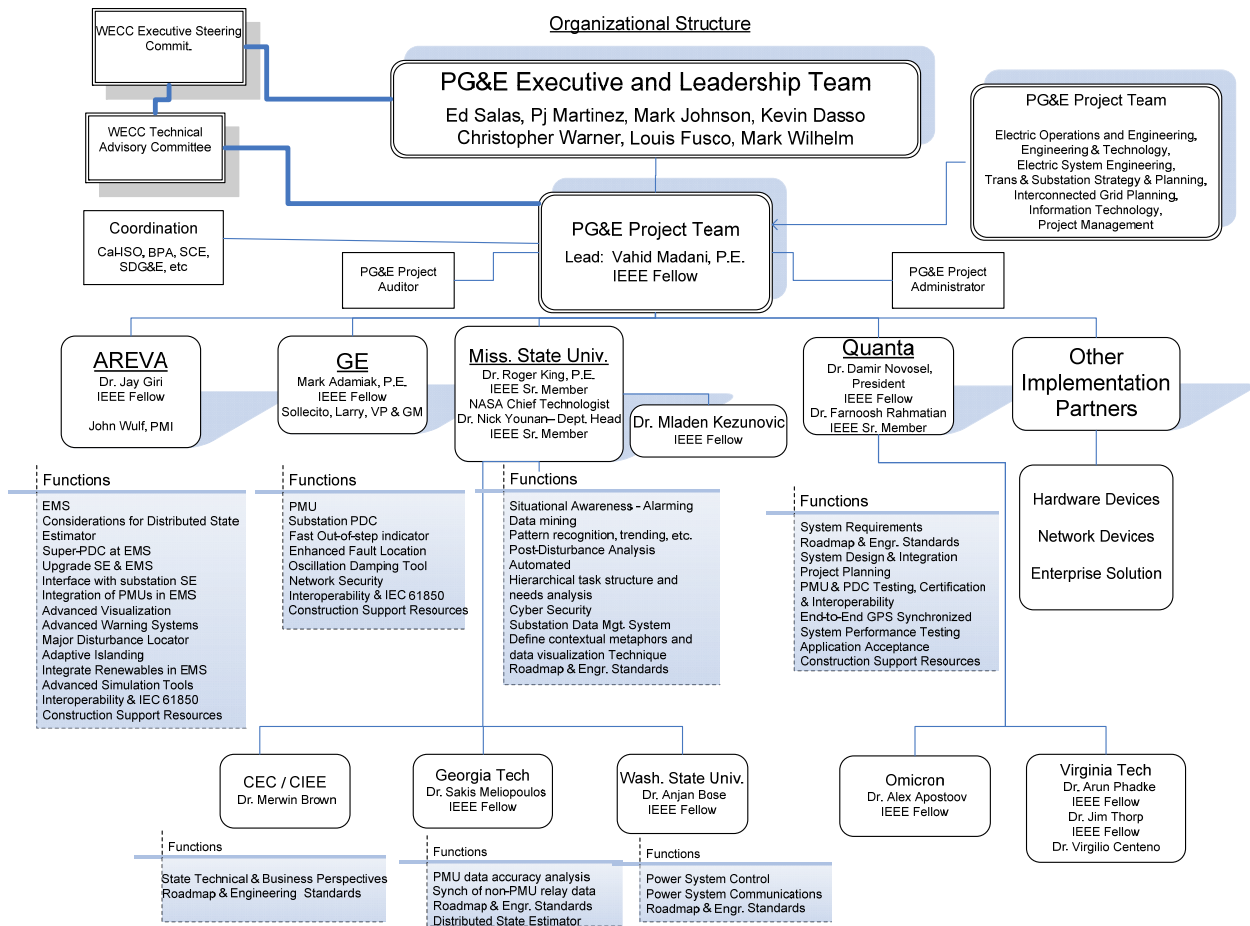 Organizational Structure
WECC Executive Steering
Commit.
WECC Technical
Advisory Committee
PG&E Executive and Leadership Team
Ed Salas, Pj Martinez, Mark Johnson, Kevin Dasso
Christopher Warner, Louis Fusco, Mark Wilhelm
PG&E Project Team
Electric Operations and Engineering,
Engineering & Technology,
Electric System Engineering,
Trans & Substation Strategy & Planning,
Interconnected Grid Planning,
Information Technology,
Project Management
Coordination
Cal-ISO, BPA, SCE,
SDG&E, etc
PG&E Project Team
Lead: Vahid Madani, P.E.
IEEE Fellow
PG&E Project
Auditor
PG&E Project
Administrator
AREVA
Dr. Jay Giri
IEEE Fellow
John Wulf, PMI
GE
Mark Adamiak, P.E.
IEEE Fellow
Sollecito, Larry, VP & GM
Miss. State Univ.
Dr. Roger King, P.E.
IEEE Sr. Member
NASA Chief Technologist
Dr. Nick Younan– Dept. Head
IEEE Sr. Member
Dr. Mladen Kezunovic
IEEE Fellow
Quanta
Dr. Damir Novosel,
President
IEEE Fellow
Dr. Farnoosh Rahmatian
IEEE Sr. Member
Other
Implementation
Partners
Functions
EMS
Considerations for Distributed State
Estimator
Super-PDC at EMS
Upgrade SE & EMS
Interface with substation SE
Integration of PMUs in EMS
Advanced Visualization
Advanced Warning Systems
Major Disturbance Locator
Adaptive Islanding
Integrate Renewables in EMS
Advanced Simulation Tools
Interoperability & IEC 61850
Construction Support Resources
Functions
PMU
Substation PDC
Fast Out-of-step indicator
Enhanced Fault Location
Oscillation Damping Tool
Network Security
Interoperability & IEC 61850
Construction Support Resources
Functions
Situational Awareness - Alarming
Data mining
Pattern recognition, trending, etc.
Post-Disturbance Analysis
Automated
Hierarchical task structure and
needs analysis
Cyber Security
Substation Data Mgt. System
Define contextual metaphors and
data visualization Technique
Roadmap & Engr. Standards
Functions
System Requirements
Roadmap & Engr. Standards
System Design & Integration
Project Planning
PMU & PDC Testing, Certification
& Interoperability
End-to-End GPS Synchronized
System Performance Testing
Application Acceptance
Construction Support Resources
Hardware Devices
Network Devices
Enterprise Solution
CEC / CIEE
Dr. Merwin Brown
Georgia Tech
Dr. Sakis Meliopoulos
IEEE Fellow
Wash. State Univ.
Dr. Anjan Bose
IEEE Fellow
Omicron
Dr. Alex Apostoov
IEEE Fellow
Virginia Tech
Dr. Arun Phadke
IEEE Fellow
Dr. Jim Thorp
IEEE Fellow
Dr. Virgilio Centeno
Functions
State Technical & Business Perspectives
Roadmap & Engineering Standards
Functions
PMU data accuracy analysis
Synch of non-PMU relay data
Roadmap & Engr. Standards
Distributed State Estimator
Functions
Power System Control
Power System Communications
Roadmap & Engr. Standards